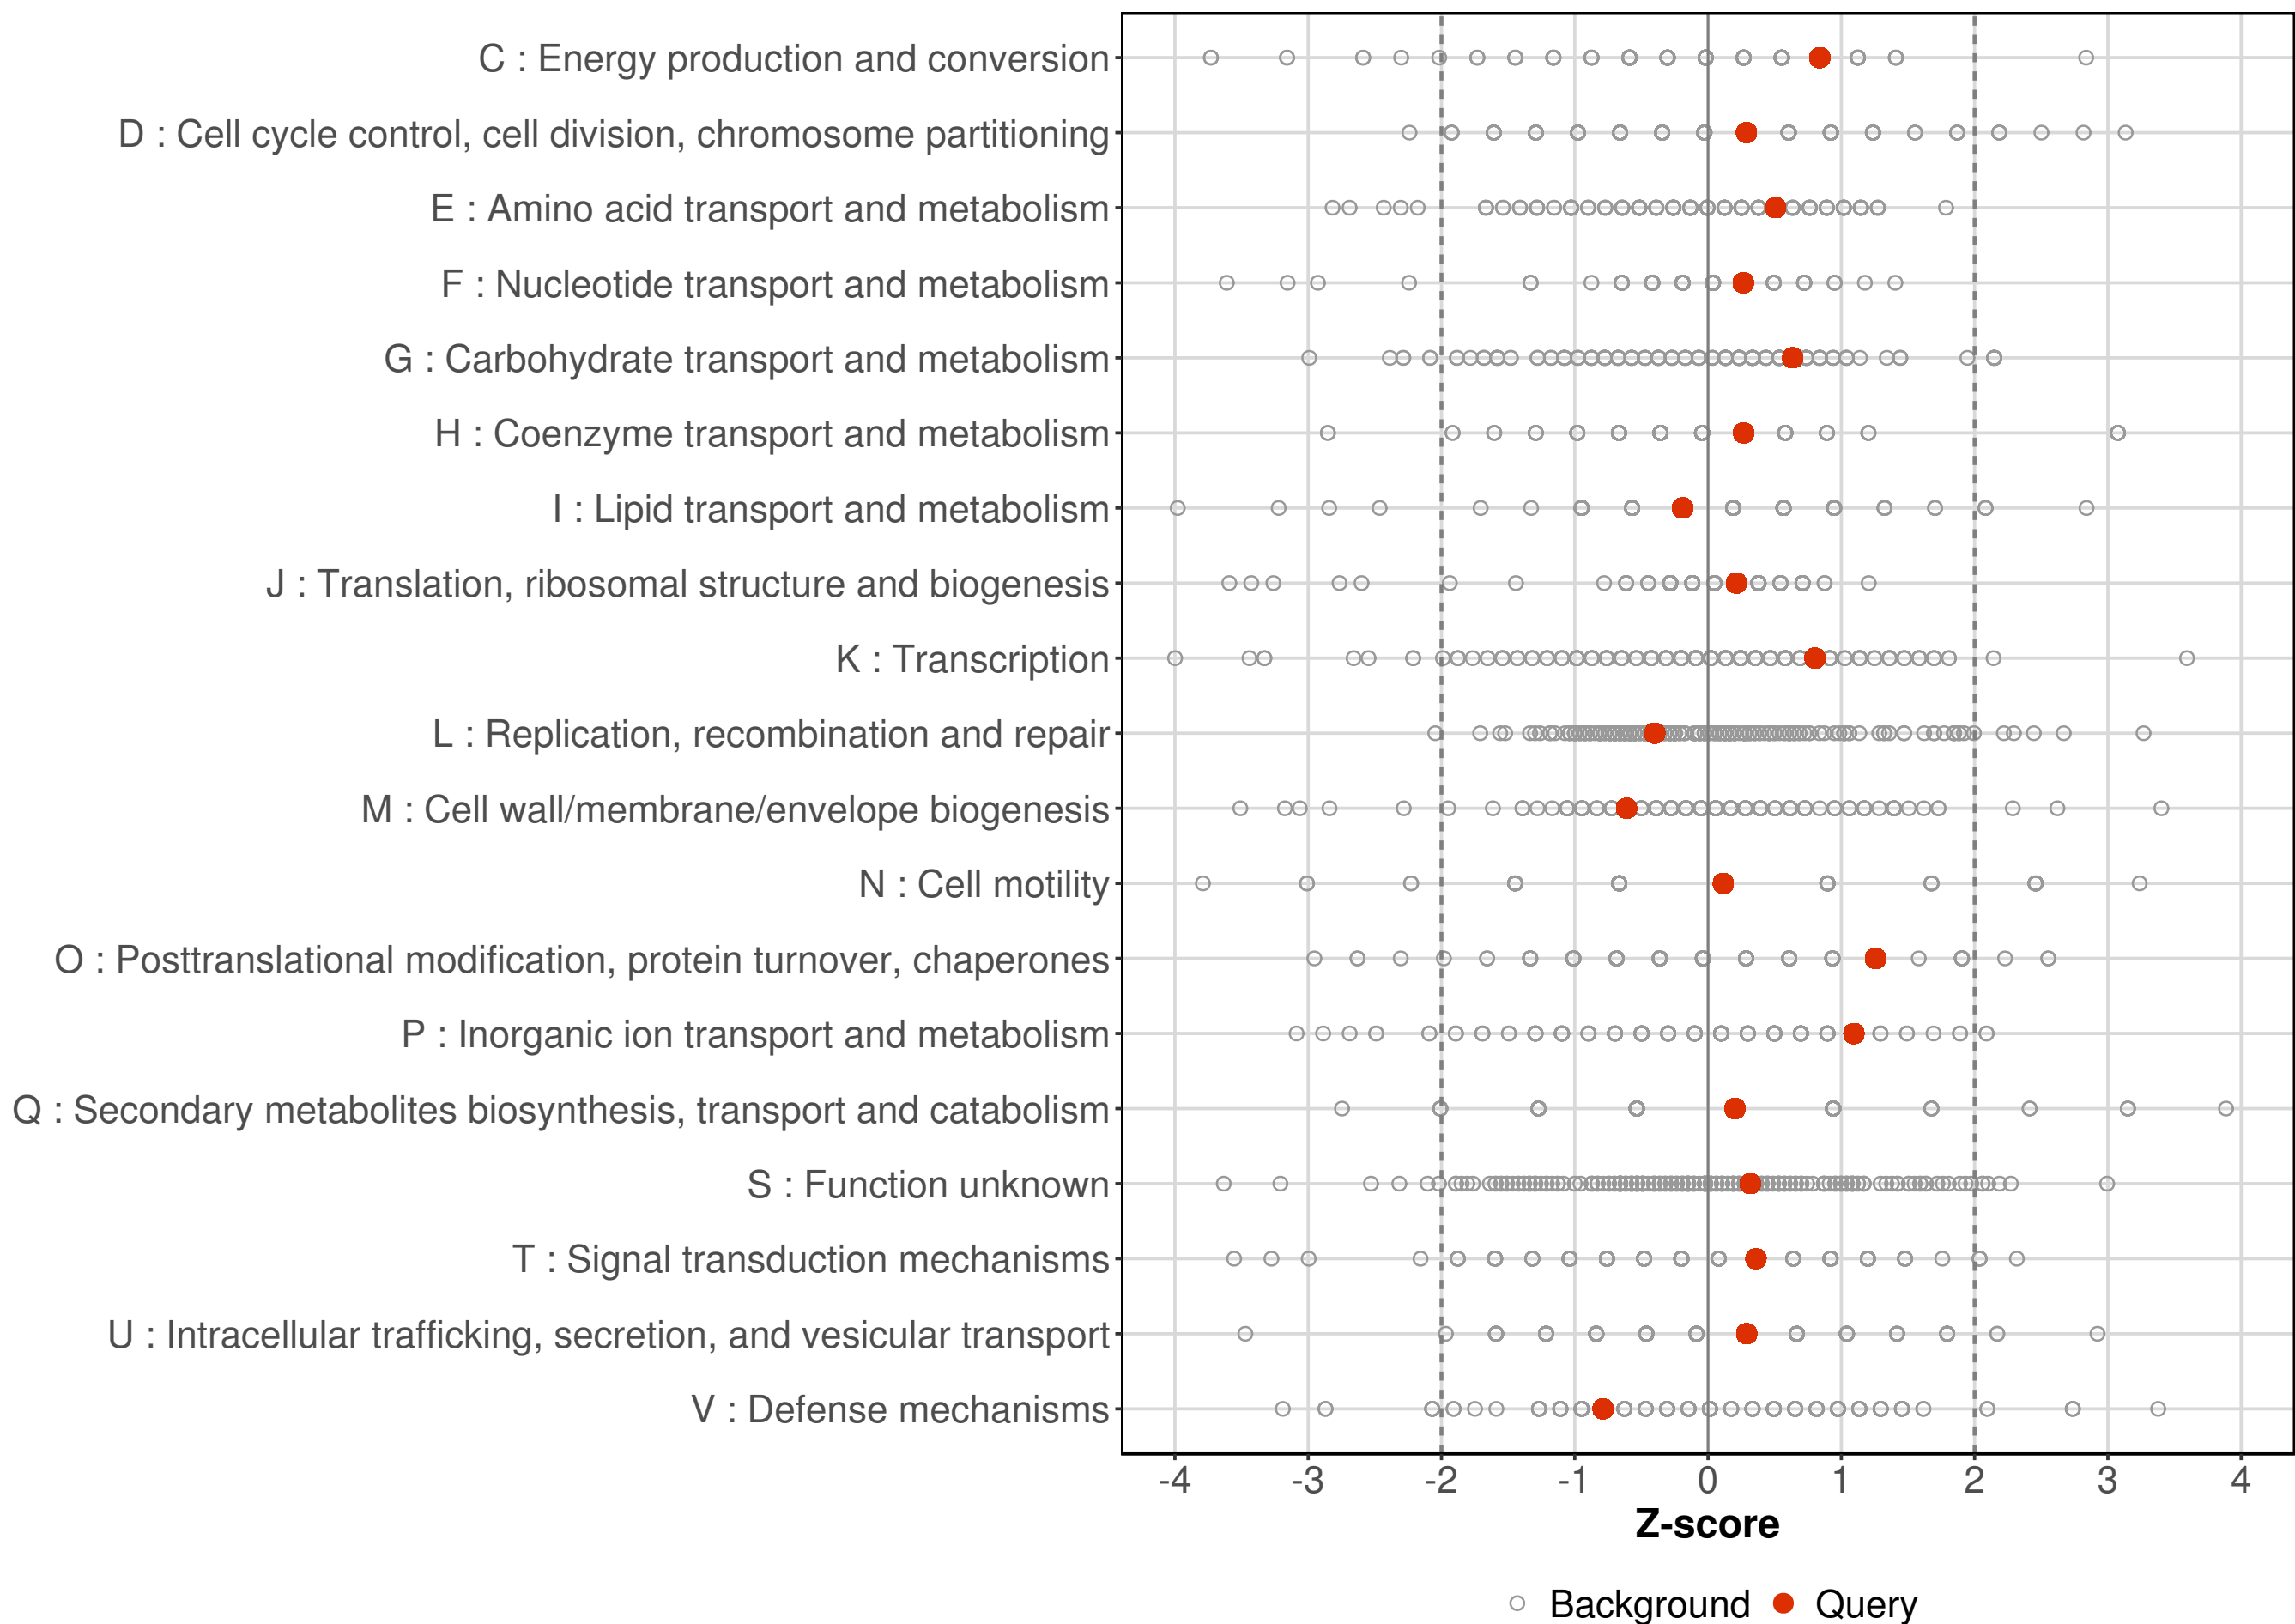 C : Energy production and conversion
D : Cell cycle control, cell division, chromosome partitioning
E : Amino acid transport and metabolism
F : Nucleotide transport and metabolism
G : Carbohydrate transport and metabolism
H : Coenzyme transport and metabolism
I : Lipid transport and metabolism
J : Translation, ribosomal structure and biogenesis
K : Transcription
L : Replication, recombination and repair
M : Cell wall/membrane/envelope biogenesis
N : Cell motility
O : Posttranslational modification, protein turnover, chaperones
P : Inorganic ion transport and metabolism
Q : Secondary metabolites biosynthesis, transport and catabolism
S : Function unknown
T : Signal transduction mechanisms
U : Intracellular trafficking, secretion, and vesicular transport
V : Defense mechanisms
-4 -3 -2 -1 0 1 2 3 4
Z-score
Background Query